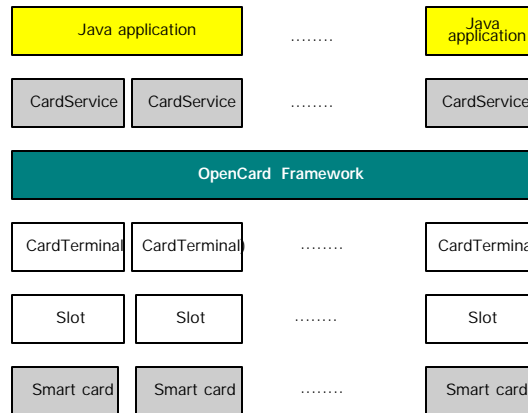 Java application ........ Java
application
CardService CardService ........ CardService
OpenCard Framework
CardTerminal CardTerminal) ........ CardTermina
Slot Slot ........ Slot
Smart card Smart card ........ Smart card